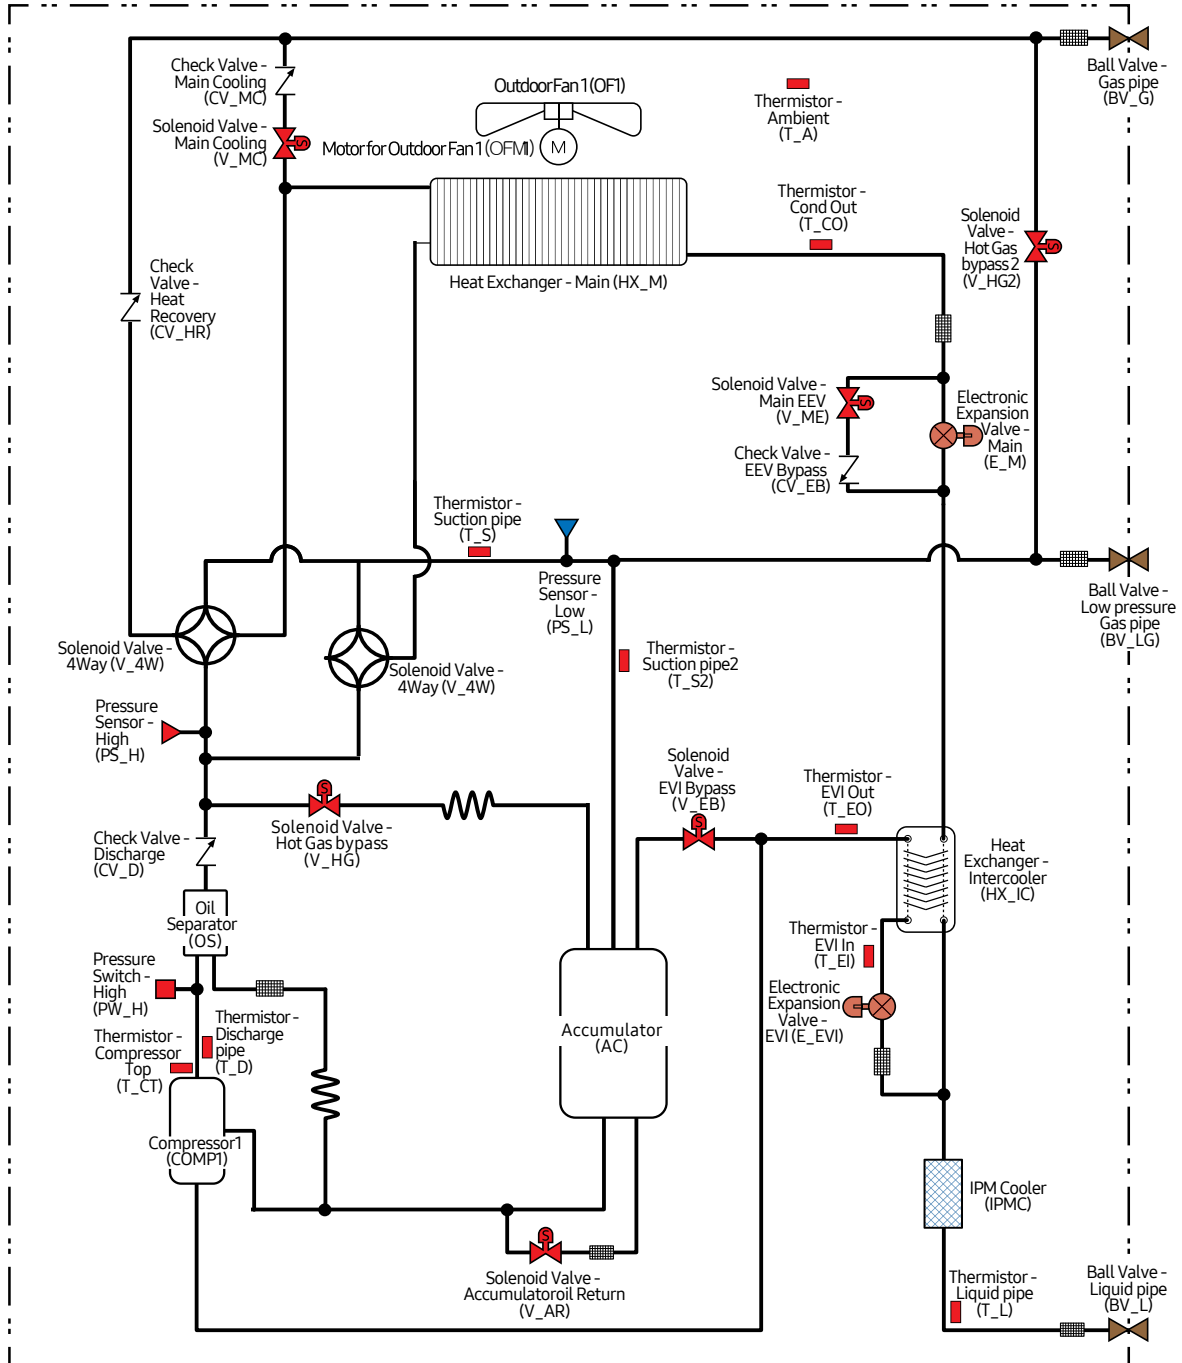 Check Valve -
Main Cooling
(CV_MC)
Solenoid Valve -
Main Cooling
(V_MC)
Outdoor Fan 1 (OF1)
Motor for Outdoor Fan 1 (OFM1)
M
Thermistor -
Ambient
(T_A)
Ball Valve -
Gas pipe
(BV_G)
Thermistor -
Cond Out
(T_CO)
Solenoid
Valve -
Hot Gas
bypass 2
(V_HG2)
S
S
Heat Exchanger - Main (HX_M)
Check
Valve -
Heat
Recovery
(CV_HR)
Solenoid Valve -
Main EEV
(V_ME)
S
Electronic
Expansion
Valve -
Main
(E_M)
Check Valve -
EEV Bypass
(CV_EB)
Thermistor -
Suction pipe
(T_S)
Pressure
Sensor -
Low
(PS_L)
Ball Valve -
Low pressure
Gas pipe
(BV_LG)
Solenoid Valve -
4Way (V_4W)
Solenoid Valve -
4Way (V_4W)
Thermistor -
Suction pipe2
(T_S2)
Pressure
Sensor -
High
(PS_H)
Solenoid
Valve -
EVI Bypass
(V_EB)
S
Thermistor -
EVI Out
(T_EO)
S
Solenoid Valve -
Hot Gas bypass
(V_HG)
Check Valve -
Discharge
(CV_D)
Heat
Exchanger -
Intercooler
(HX_IC)
Oil
Separator
(OS)
Thermistor -
EVI In
(T_EI)
Pressure
Switch -
High
(PW_H)
Electronic
Expansion
Valve -
EVI (E_EVI)
Thermistor -
Discharge
pipe
(T_D)
Thermistor -
Compressor
Top
(T_CT)
Accumulator
(AC)
Compressor1
(COMP1)
IPM Cooler
(IPMC)
S
Solenoid Valve -
Accumulatoroil Return
(V_AR)
Thermistor -
Liquid pipe
(T_L)
Ball Valve -
Liquid pipe
(BV_L)